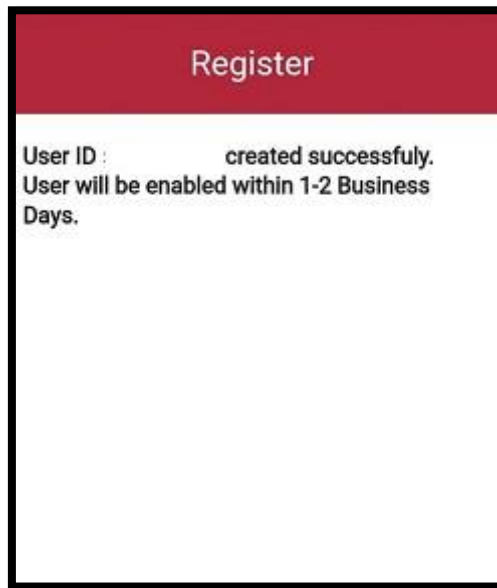 Register
User ID : created successfuly.
User will be enabled within 1-2 Business
Days.